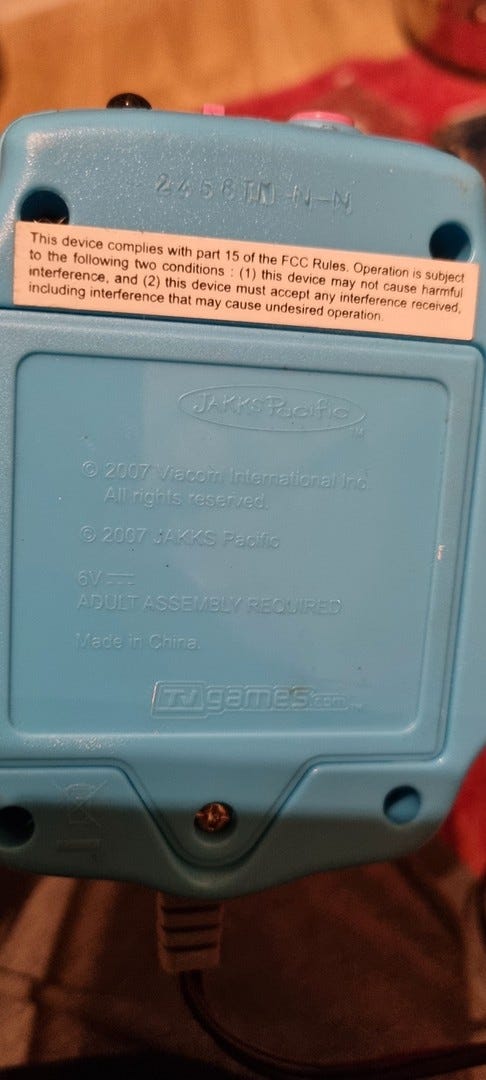 This device complies with part 15 of the FCC Rules. Operation is subject
to the following two conditions : (1) this device may not cause harmful
interference, and (2) this device must accept any interference received,
including interference that may cause undesired operation.
JAKKS Pacific
TM
© 2007 Viacom International Inc.
All rights reserved.
© 2007 JAKKS Pacific
6V
ADULT ASSEMBLY REQUIRED
Made in China.
TVgames.com